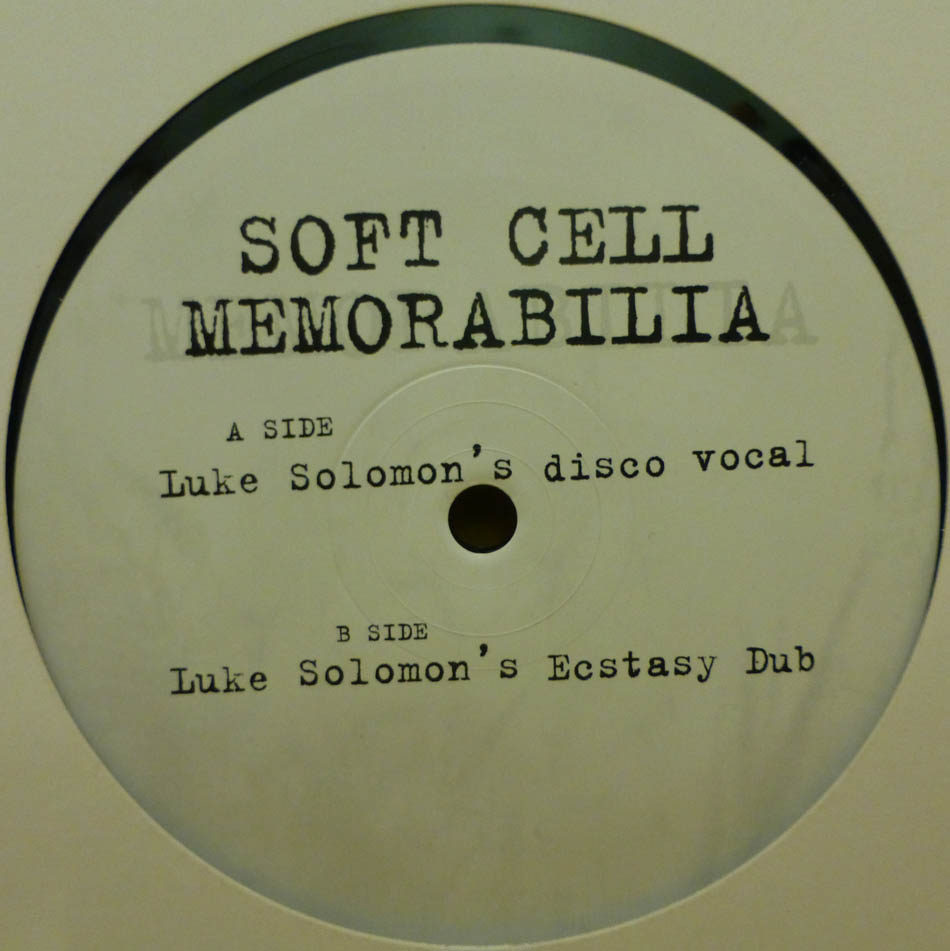 SOFT CELL
MEMORABILIA
A SIDE
Luke Solomon's disco vocal
B SIDE
Luke Solomon's Ecstasy Dub